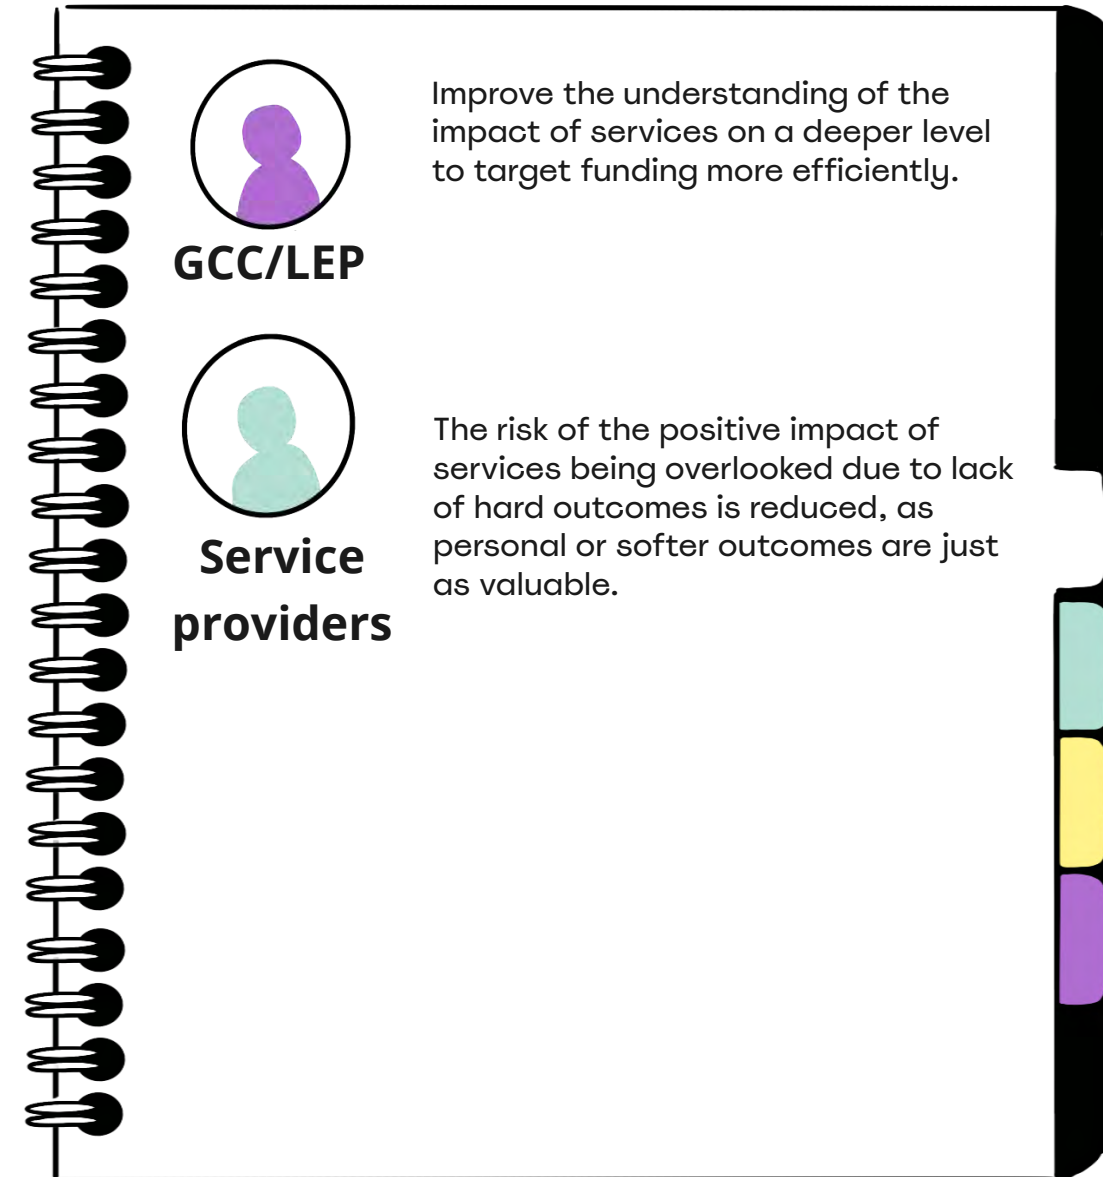 Improve the understanding of the
impact of services on a deeper level
to target funding more efficiently.
GCC/LEP
The risk of the positive impact of
services being overlooked due to lack
of hard outcomes is reduced, as
personal or softer outcomes are just
as valuable.
Service
providers